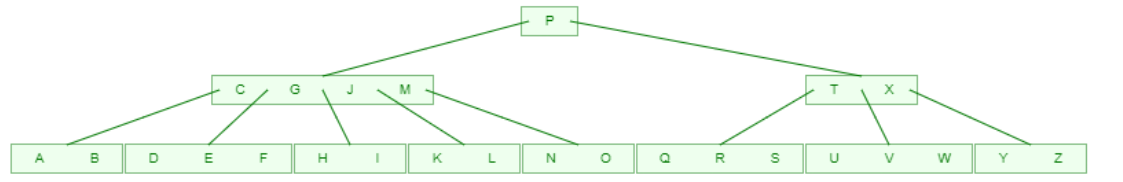 P
C G J M T X
A B D E F H I K L N O Q R S U V W Y Z